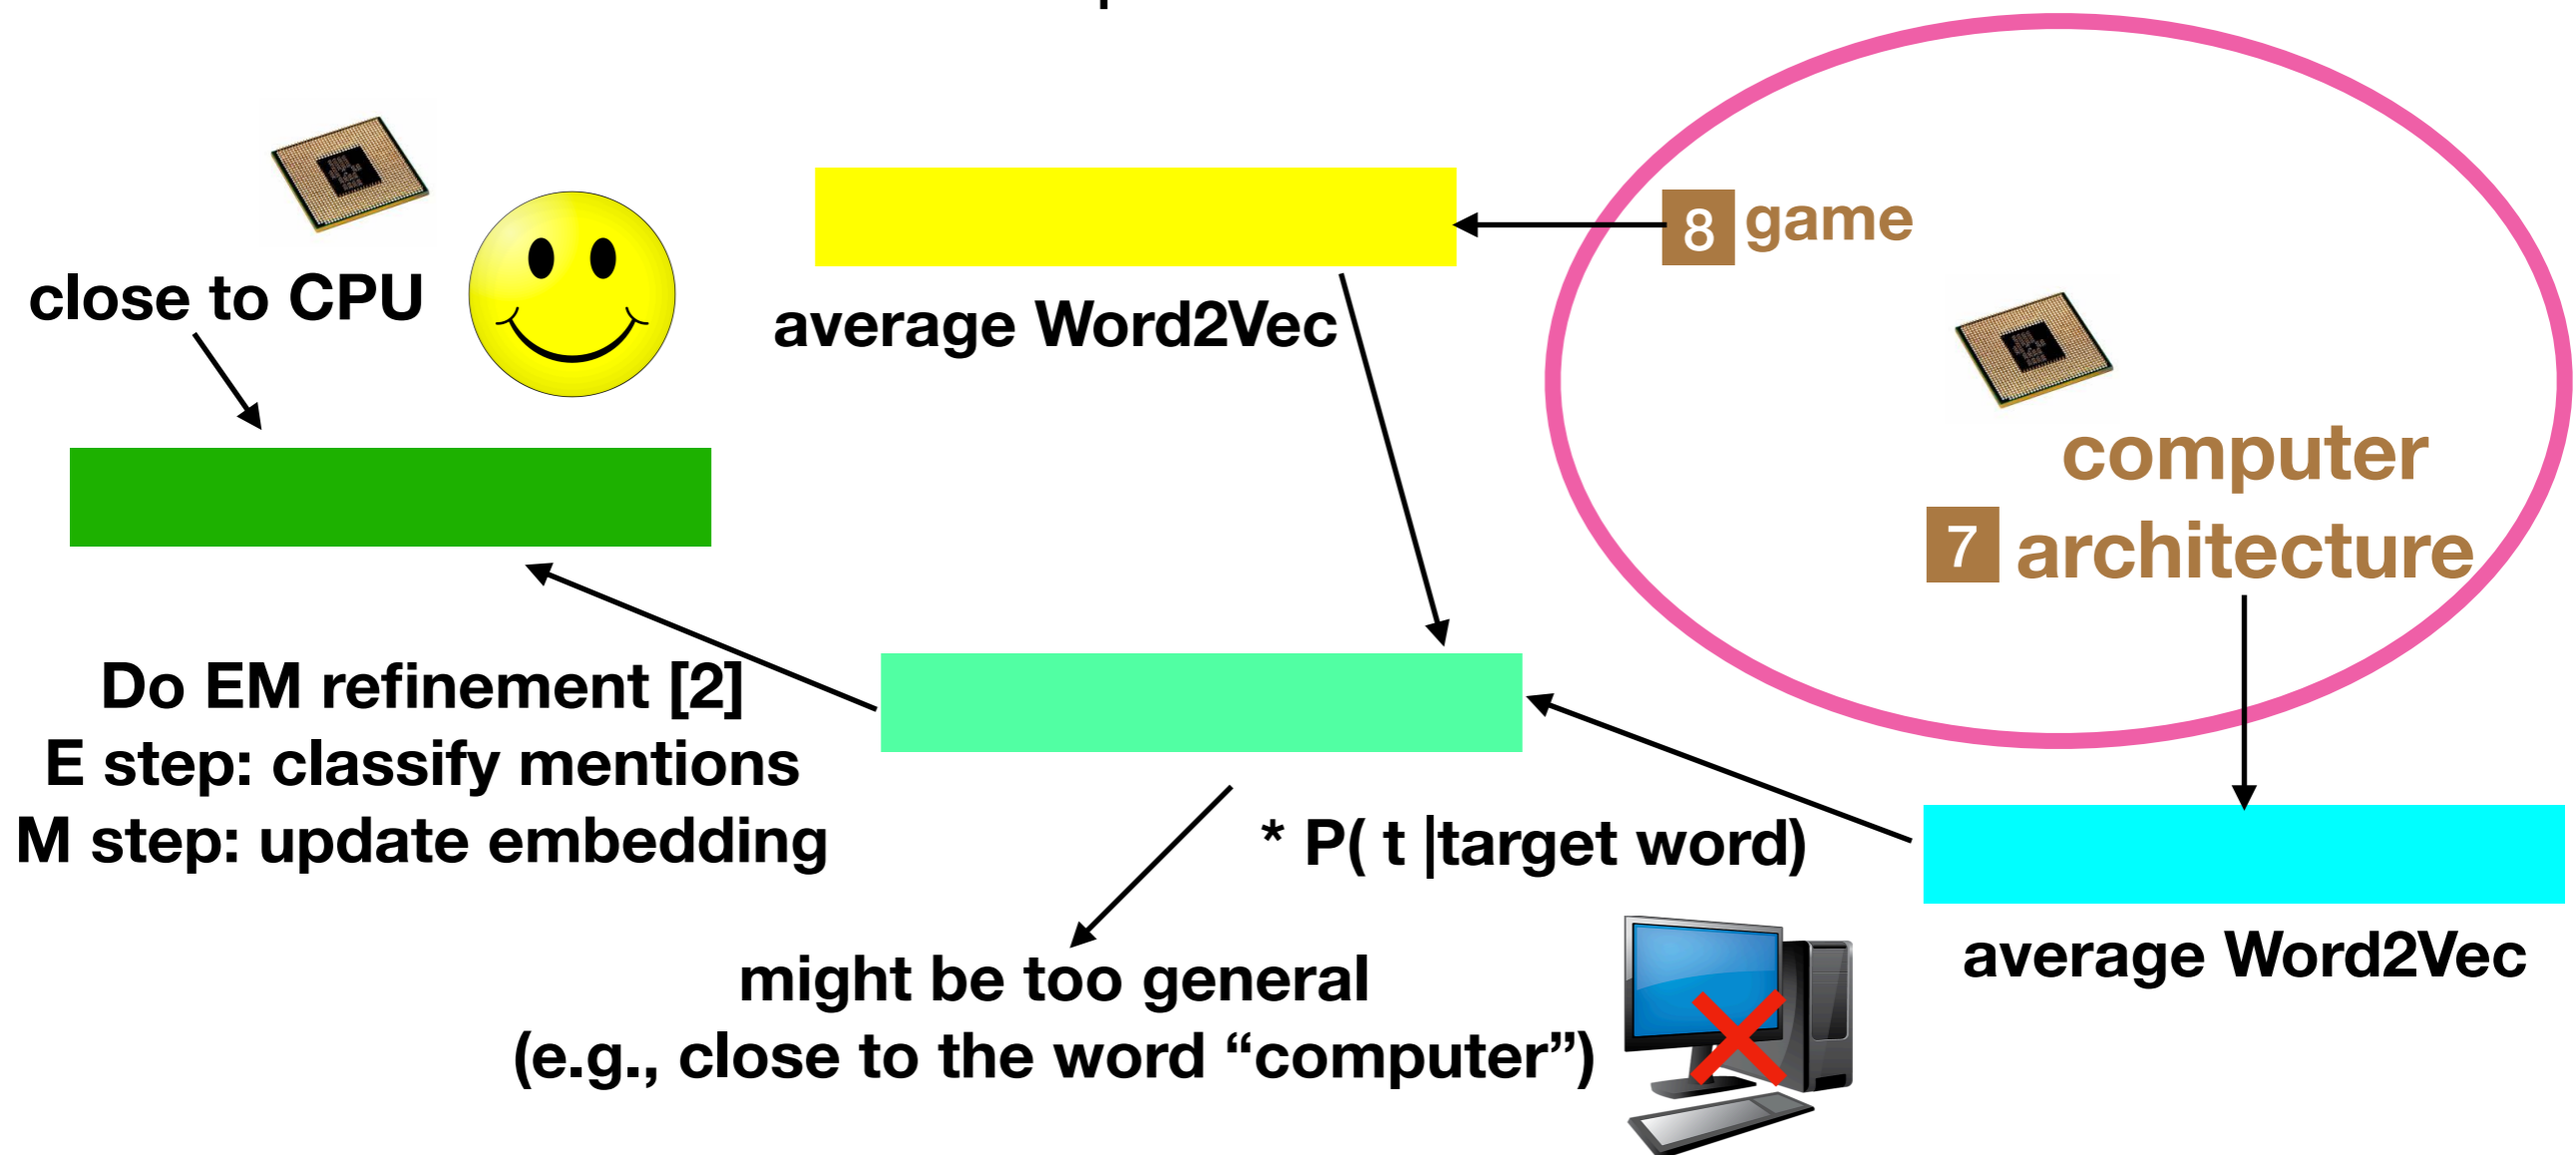 8 game
close to CPU
average Word2Vec
computer
7 architecture
Do EM refinement [2]
E step: classify mentions
M step: update embedding
* P( t |target word)
average Word2Vec
might be too general
(e.g., close to the word “computer”)